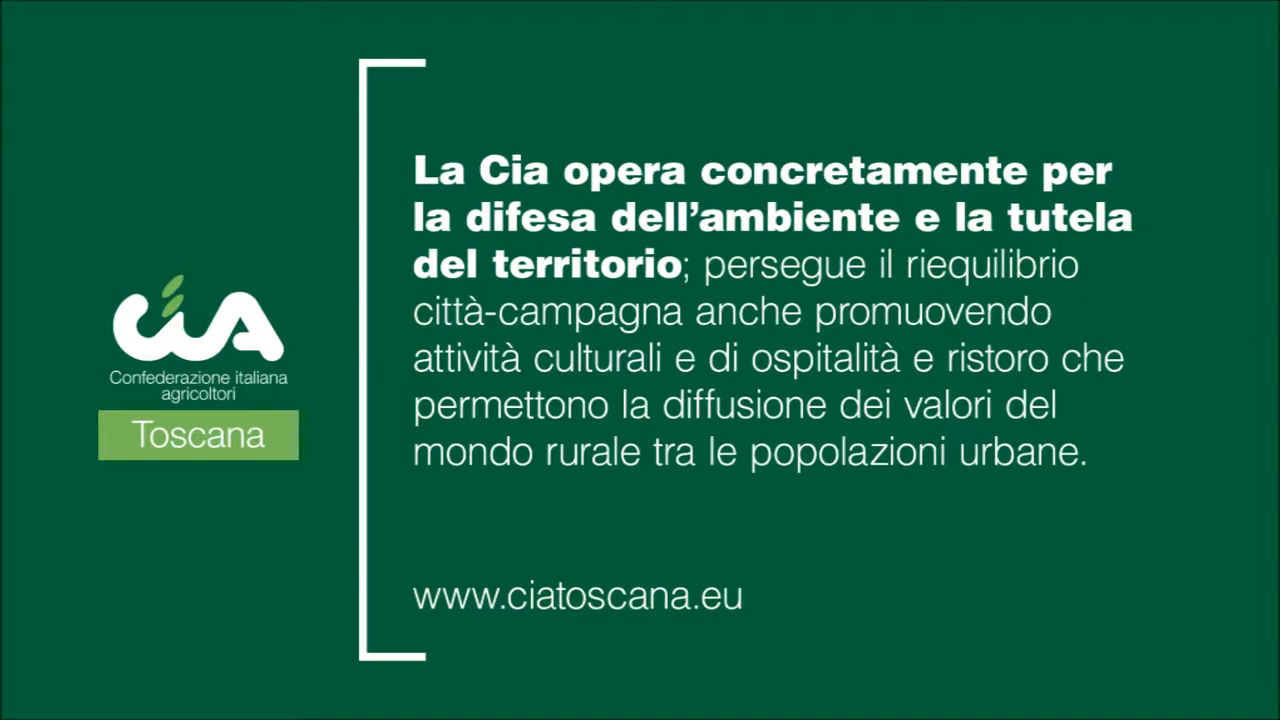 CiA
Confederazione italiana
agricoltori
Toscana
La Cia opera concretamente per
la difesa dell’ambiente e la tutela
del territorio; persegue il riequilibrio
città-campagna anche promuovendo
attività culturali e di ospitalità e ristoro che
permettono la diffusione dei valori del
mondo rurale tra le popolazioni urbane.
www.ciatoscana.eu